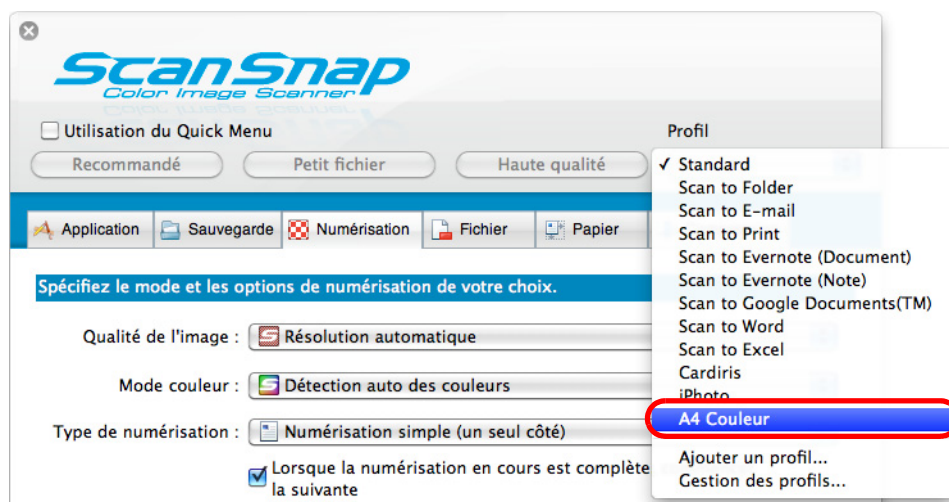 ScanSnap
Color Image Scanner
Utilisation du Quick Menu
Profil
Recommandé
Petit fichier
Haute qualité
✓ Standard
Scan to Folder
Scan to E-mail
Scan to Print
Scan to Evernote (Document)
Scan to Evernote (Note)
Scan to Google Documents(TM)
Scan to Word
Scan to Excel
Cardiris
iPhoto
A4 Couleur
Ajouter un profil...
Gestion des profils...
Application
Sauvegarde
Numérisation
Fichier
Papier
Spécifiez le mode et les options de numérisation de votre choix.
Qualité de l'image :
Résolution automatique
Mode couleur :
Détection auto des couleurs
Type de numérisation :
Numérisation simple (un seul côté)
Lorsque la numérisation en cours est complète
la suivante